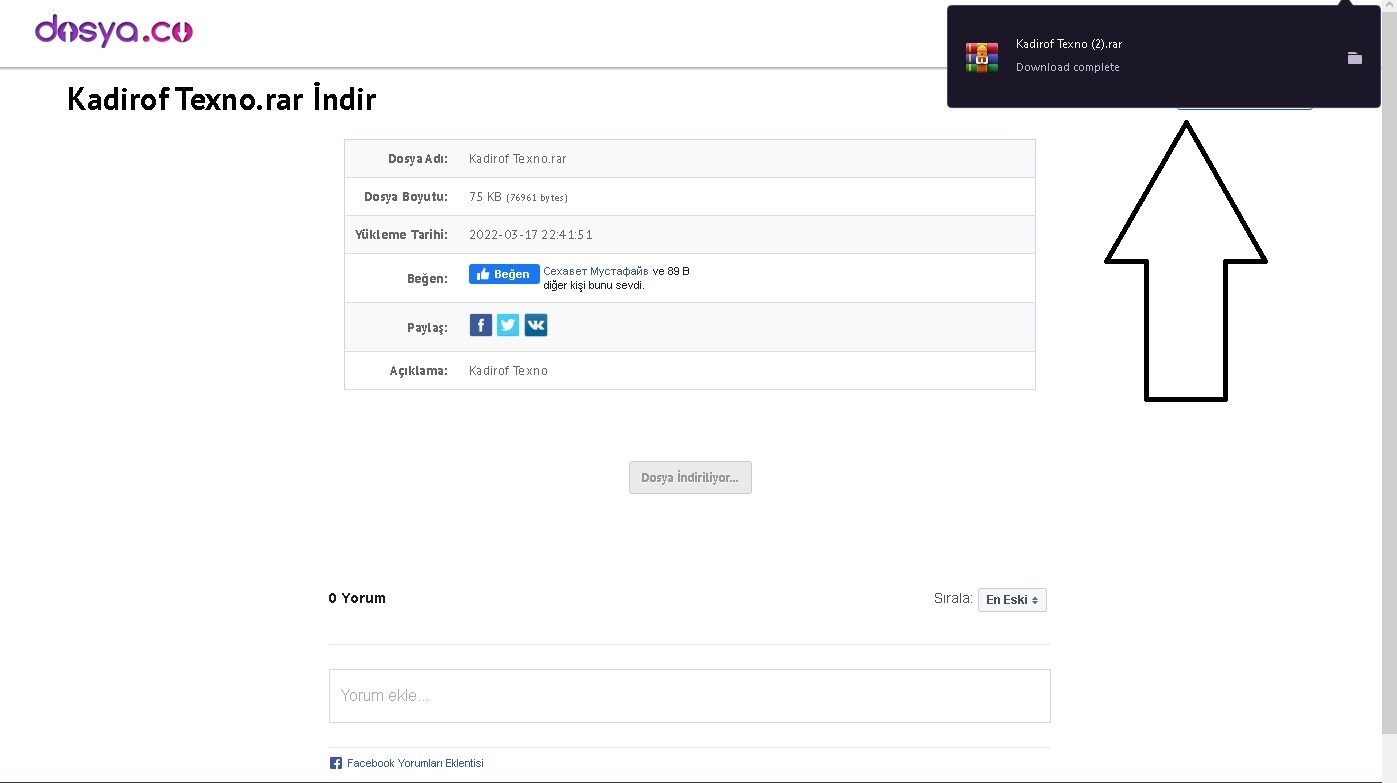 dosya.co
Kadirof Texno (2).rar
Download complete
Kadirof Texno.rar İndir
Dosya Adı: Kadirof Texno.rar
Dosya Boyutu: 75 KB (76961 bytes)
Yükleme Tarihi: 2022-03-17 22:41:51
Beğen: Beğen Сехавет Мустафайв ve 89 B
diğer kişi bunu sevdi.
Paylaş:
Açıklama: Kadirof Texno
Dosya İndiriliyor...
0 Yorum Sırala: En Eski
Yorum ekle...
Facebook Yorumları Eklentisi